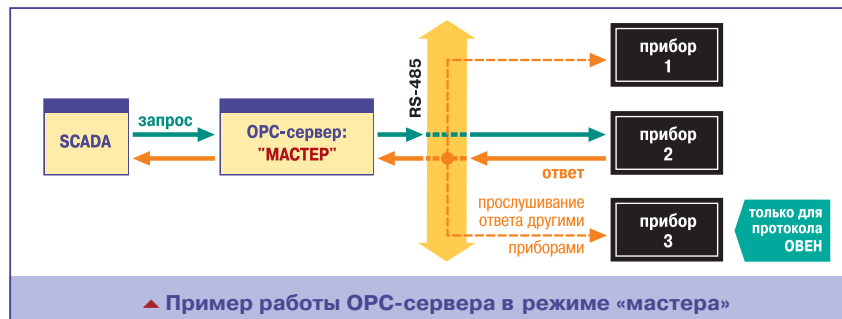 SCADA
запрос
OPC-сервер:
"МАСТЕР"
RS-485
прибор
1
прибор
2
ответ
прослушивание
ответа другими
приборами
прибор
3
только для
протокола
ОВЕН
Пример работы OPC-сервера в режиме «мастера»